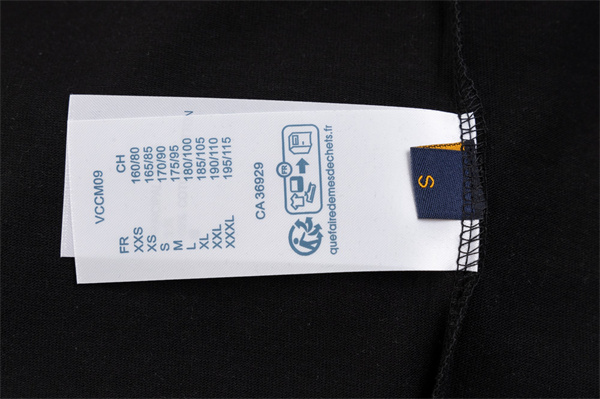 VCCM09
FR CH
XXS 160/80
XS 165/85
S 170/90
M 175/95
L 180/100
XL 185/105
XXL 190/110
XXXL 195/115
CA 36929
FR
quefairedemesdechets.fr
S
N